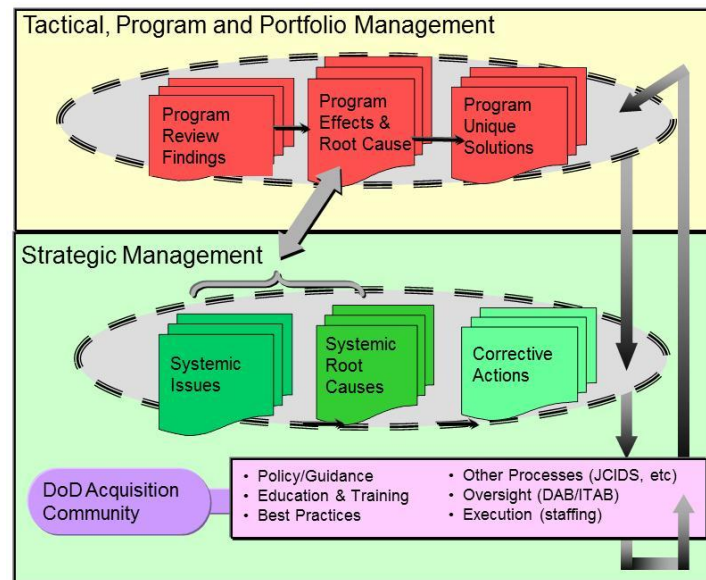 Tactical, Program and Portfolio Management
Program
Review
Findings
Program
Effects &
Root Cause
Program
Unique
Solutions
Strategic Management
Systemic
Issues
Systemic
Root
Causes
Corrective
Actions
DoD Acquisition
Community
• Policy/Guidance
• Education & Training
• Best Practices
• Other Processes (JCIDS, etc)
• Oversight (DAB/ITAB)
• Execution (staffing)